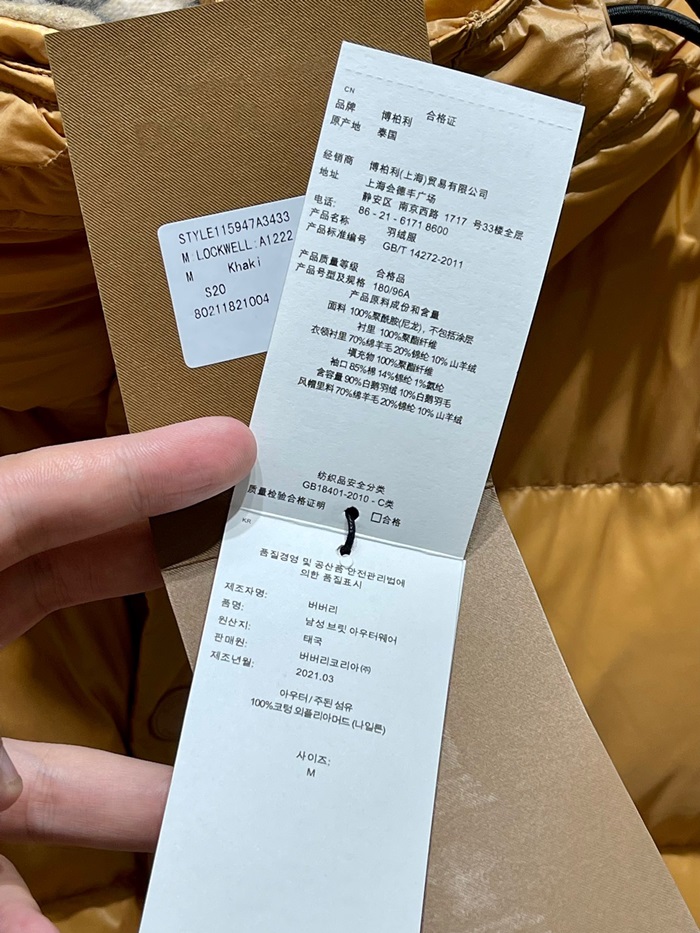 STYLE115947A3433
M LOCKWELL:A1222
M Khaki
S20
80211821004
CN
合格证
品牌 博柏利
原产地 泰国
经销商 博柏利(上海)贸易有限公司
地址 上海会德丰广场
静安区 南京西路 1717 号33楼全层
电话: 86 - 21 - 6171 8600
产品名称 羽绒服
产品标准编号 GB/T 14272-2011
产品质量等级 合格品
产品号型及规格 180/96A
产品原料成份和含量
面料 100%聚酰胺(尼龙), 不包括涂层
衬里 100%聚酯纤维
衣领衬里 70%绵羊毛 20%锦纶 10% 山羊绒
填充物 100%聚酯纤维
袖口 85%棉 14%锦纶 1%氨纶
含容量 90%白鹅羽绒 10%白鹅羽毛
风帽里料 70%绵羊毛 20%锦纶 10% 山羊绒
纺织品安全分类
GB18401-2010 - C类
质量检验合格证明 □合格
KR
품질경영 및 공산품 안전관리법에
의한 품질표시
제조자명: 버버리
품명: 남성 브릿 아우터웨어
원산지: 태국
판매원: 버버리코리아㈜
제조년월: 2021.03
아우터 / 주된 섬유
100%코팅 외폴리아머드 (나일론)
사이즈:
M